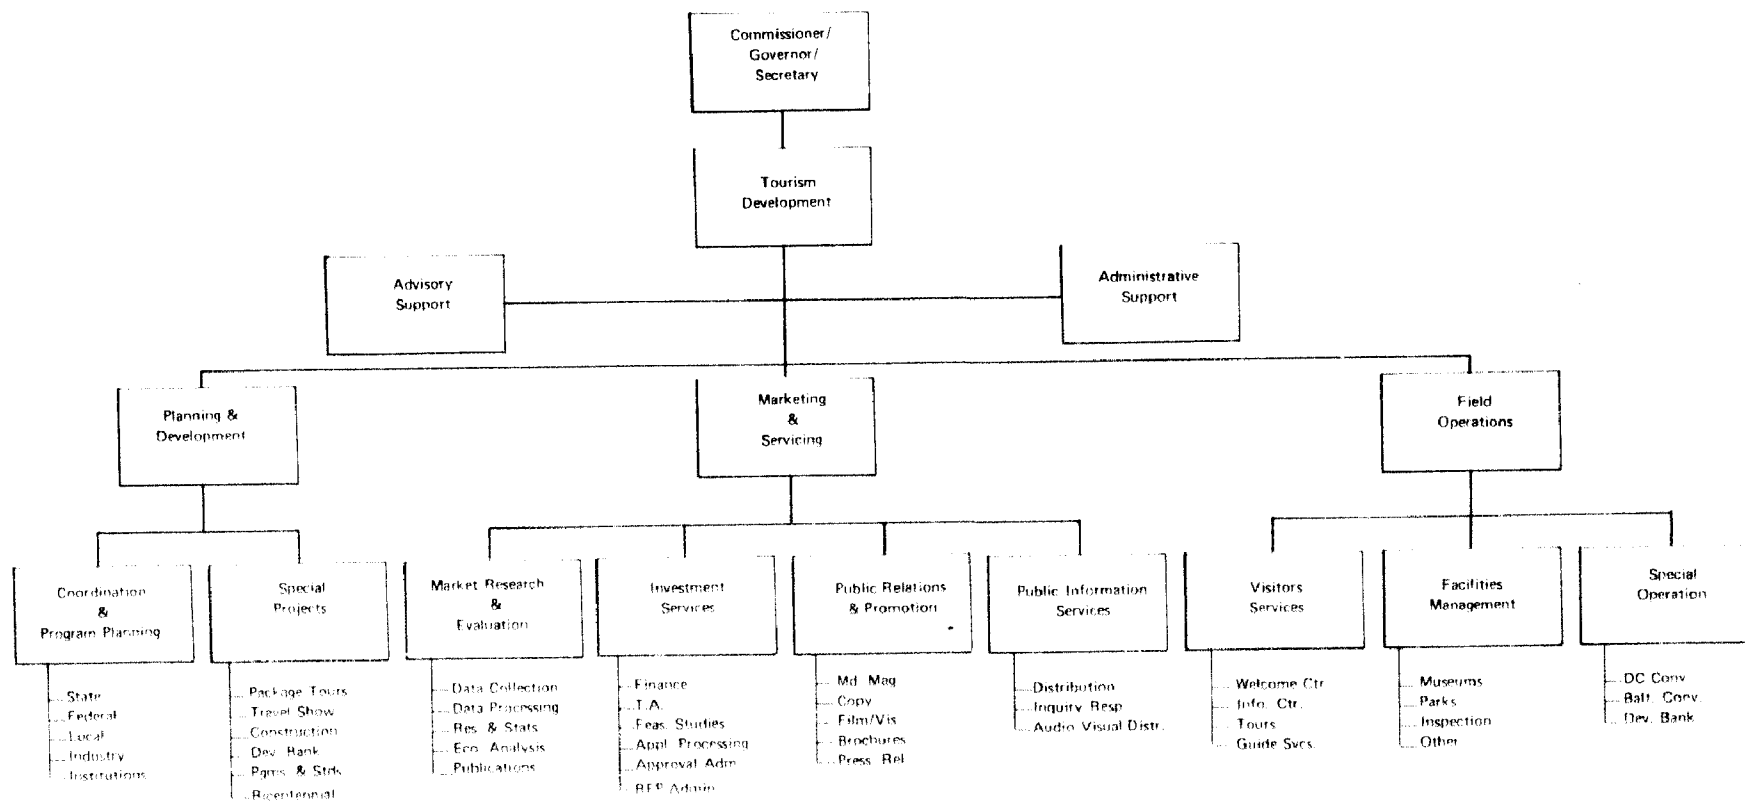 Commissioner/
Governor/
Secretary
Tourism
Development
Advisory
Support
Administrative
Support
Planning &
Development
Marketing
&
Servicing
Field
Operations
Coordination
&
Program Planning
State
Federal
Local
Industry
Institutions
Special
Projects
Package Tours
Travel Show
Construction
Dev. Bank
Pgms & Stds
Bicentennial
Market Research
&
Evaluation
Data Collection
Data Processing
Res. & Stats
Eco. Analysis
Publications
Investment
Services
Finance
T.A.
Feas. Studies
Appl. Processing
Approval Adm
Admin
Public Relations
& Promotion
Md. Mag
Copy
Film/Vis
Brochures
Press Rel
Public Information
Services
Distribution
Inquiry Resp
Audio Visual Distr.
Visitors
Services
Welcome Ctr
Info. Ctr.
Tours
Guide Svcs.
Facilities
Management
Museums
Parks
Inspection
Other
Special
Operation
DC Conv
Balt. Conv.
Dev. Bank